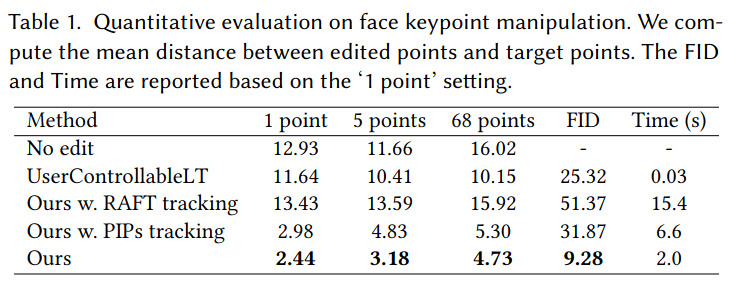 Table 1. Quantitative evaluation on face keypoint manipulation. We com-
pute the mean distance between edited points and target points. The FID
and Time are reported based on the ‘1 point’ setting.
Method 1 point 5 points 68 points FID Time (s)
No edit 12.93 11.66 16.02 - -
UserControllableLT 11.64 10.41 10.15 25.32 0.03
Ours w. RAFT tracking 13.43 13.59 15.92 51.37 15.4
Ours w. PIPs tracking 2.98 4.83 5.30 31.87 6.6
Ours 2.44 3.18 4.73 9.28 2.0